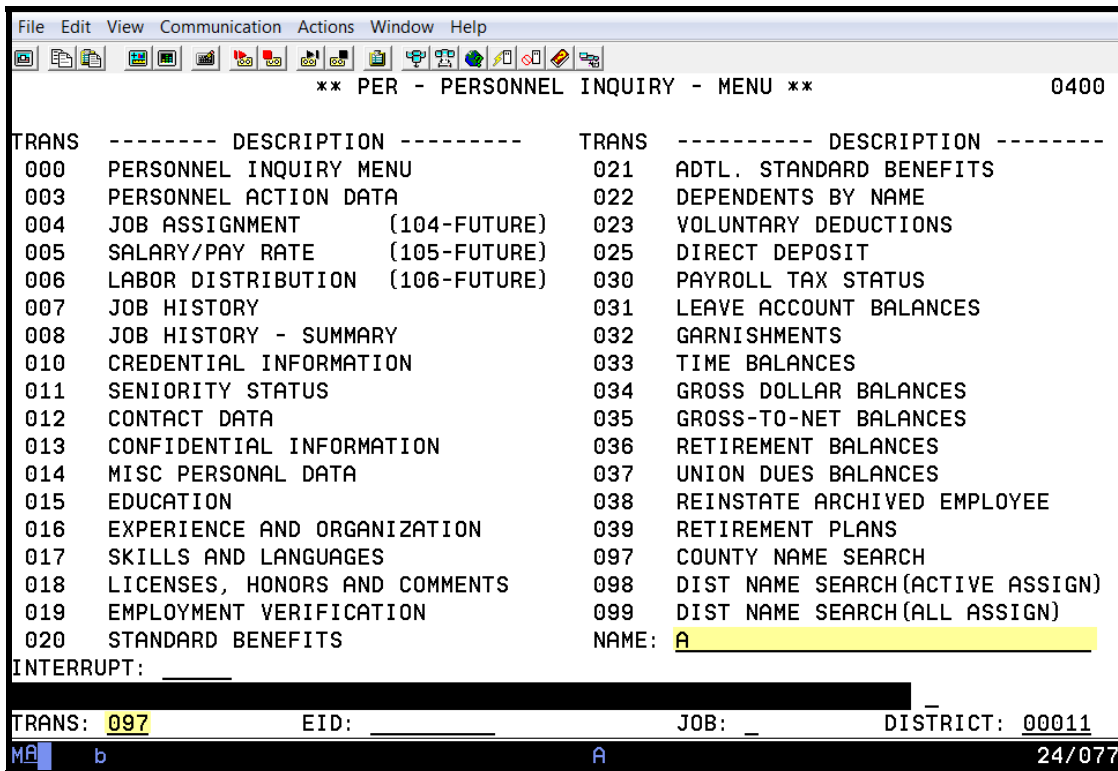 File Edit View Communication Actions Window Help
** PER - PERSONNEL INQUIRY - MENU ** 0400
TRANS -------- DESCRIPTION --------- TRANS ---------- DESCRIPTION --------
000 PERSONNEL INQUIRY MENU 021 ADTL. STANDARD BENEFITS
003 PERSONNEL ACTION DATA 022 DEPENDENTS BY NAME
004 JOB ASSIGNMENT (104-FUTURE) 023 VOLUNTARY DEDUCTIONS
005 SALARY/PAY RATE (105-FUTURE) 025 DIRECT DEPOSIT
006 LABOR DISTRIBUTION (106-FUTURE) 030 PAYROLL TAX STATUS
007 JOB HISTORY 031 LEAVE ACCOUNT BALANCES
008 JOB HISTORY - SUMMARY 032 GARNISHMENTS
010 CREDENTIAL INFORMATION 033 TIME BALANCES
011 SENIORITY STATUS 034 GROSS DOLLAR BALANCES
012 CONTACT DATA 035 GROSS-TO-NET BALANCES
013 CONFIDENTIAL INFORMATION 036 RETIREMENT BALANCES
014 MISC PERSONAL DATA 037 UNION DUES BALANCES
015 EDUCATION 038 REINSTATE ARCHIVED EMPLOYEE
016 EXPERIENCE AND ORGANIZATION 039 RETIREMENT PLANS
017 SKILLS AND LANGUAGES 097 COUNTY NAME SEARCH
018 LICENSES, HONORS AND COMMENTS 098 DIST NAME SEARCH(ACTIVE ASSIGN)
019 EMPLOYMENT VERIFICATION 099 DIST NAME SEARCH(ALL ASSIGN)
020 STANDARD BENEFITS NAME: A
INTERRUPT: _____
TRANS: 097 EID: _________ JOB: _ DISTRICT: 00011
MA b A 24/077